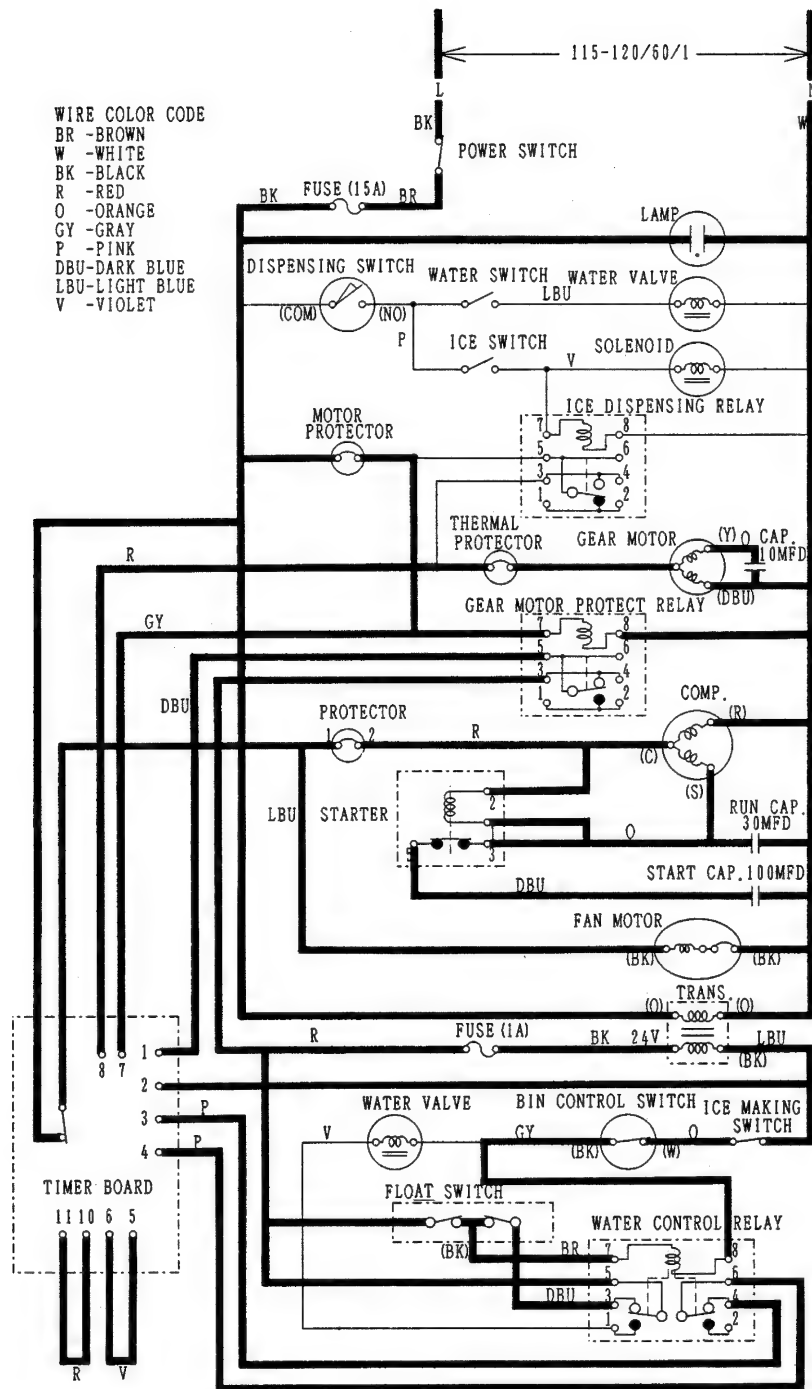 115-120/60/1
L
WIRE COLOR CODE
BR -BROWN
W -WHITE
BK -BLACK
R -RED
O -ORANGE
GY -GRAY
P -PINK
DBU-DARK BLUE
LBU-LIGHT BLUE
V -VIOLET
BK
W
POWER SWITCH
BK
FUSE (15A)
BR
LAMP
DISPENSING SWITCH
WATER SWITCH
WATER VALVE
LBU
(COM)
(NO)
P
ICE SWITCH
SOLENOID
V
MOTOR
PROTECTOR
ICE DISPENSING RELAY
7 8
5 6
3 4
1 2
THERMAL
PROTECTOR
GEAR MOTOR
(Y) O CAP.
10MFD
R
(DBU)
GY
GEAR MOTOR PROTECT RELAY
7 8
5 6
3 4
1 2
DBU
PROTECTOR
COMP.
1 2
R
(R)
(C)
(S)
LBU
STARTER
2
RUN CAP.
30MFD
5
3
O
DBU
START CAP.100MFD
FAN MOTOR
(BK) (BK)
TRANS.
(O) (O)
R
FUSE (1A)
BK
24V
LBU
(BK)
8 7 1
2
3 P
4 P
TIMER BOARD
11 10 6 5
R V
WATER VALVE
V
BIN CONTROL SWITCH
ICE MAKING
SWITCH
GY
(BK) (W)
O
FLOAT SWITCH
(BK)
WATER CONTROL RELAY
BR
DBU
7 8
5 6
3 4
1 2